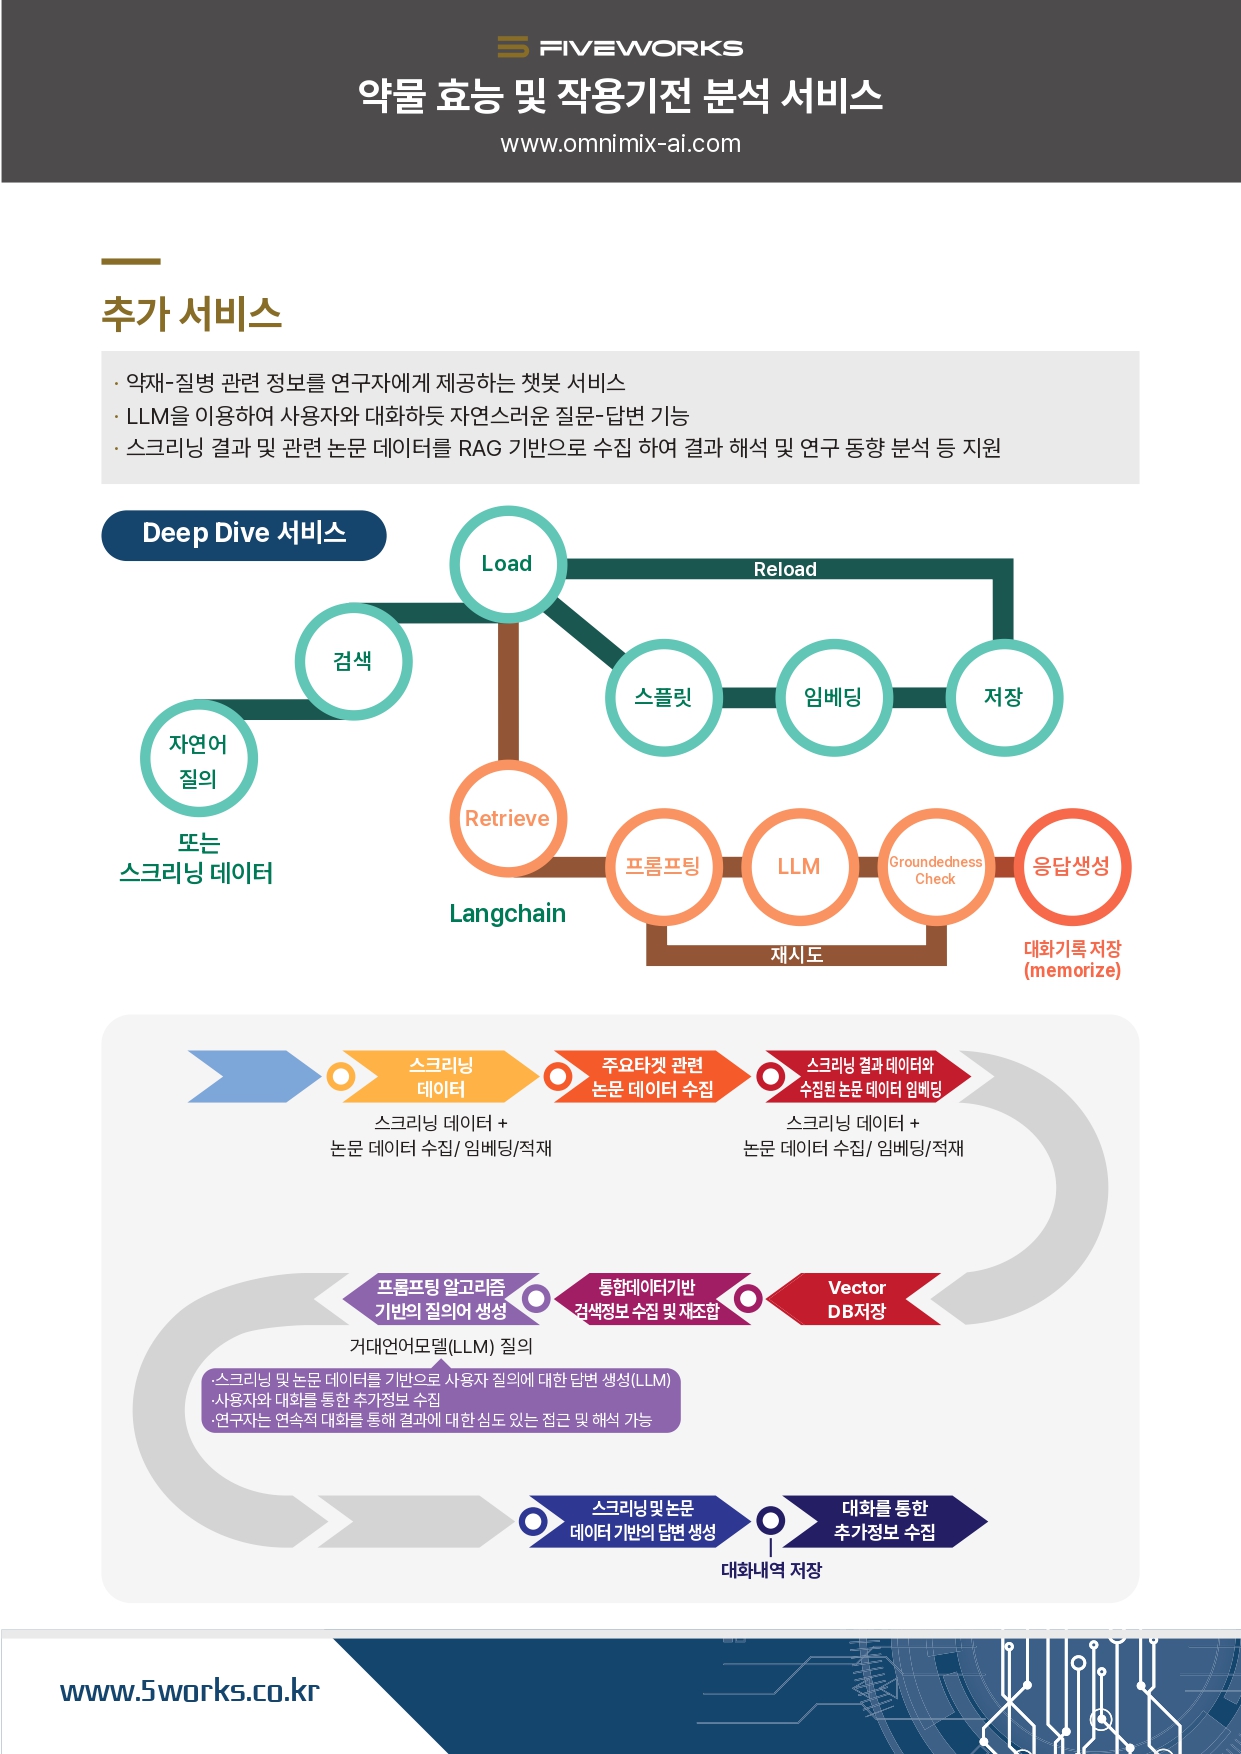 FIVEWORKS
약물 효능 및 작용기전 분석 서비스
www.omnimix-ai.com
추가 서비스
· 약재-질병 관련 정보를 연구자에게 제공하는 챗봇 서비스
· LLM을 이용하여 사용자와 대화하듯 자연스러운 질문-답변 기능
· 스크리닝 결과 및 관련 논문 데이터를 RAG 기반으로 수집 하여 결과 해석 및 연구 동향 분석 등 지원
Deep Dive 서비스
Load
Reload
검색
스플릿
임베딩
저장
자연어
질의
또는
스크리닝 데이터
Retrieve
Langchain
프롬프팅
LLM
Groundedness
Check
응답생성
재시도
대화기록 저장
(memorize)
스크리닝
데이터
주요타겟 관련
논문 데이터 수집
스크리닝 결과 데이터와
수집된 논문 데이터 임베딩
스크리닝 데이터 +
논문 데이터 수집/ 임베딩/적재
스크리닝 데이터 +
논문 데이터 수집/ 임베딩/적재
프롬프팅 알고리즘
기반의 질의어 생성
통합데이터기반
검색정보 수집 및 재조합
Vector
DB저장
거대언어모델(LLM) 질의
·스크리닝 및 논문 데이터를 기반으로 사용자 질의에 대한 답변 생성(LLM)
·사용자와 대화를 통한 추가정보 수집
·연구자는 연속적 대화를 통해 결과에 대한 심도 있는 접근 및 해석 가능
스크리닝 및 논문
데이터 기반의 답변 생성
대화를 통한
추가정보 수집
대화내역 저장
www.5works.co.kr